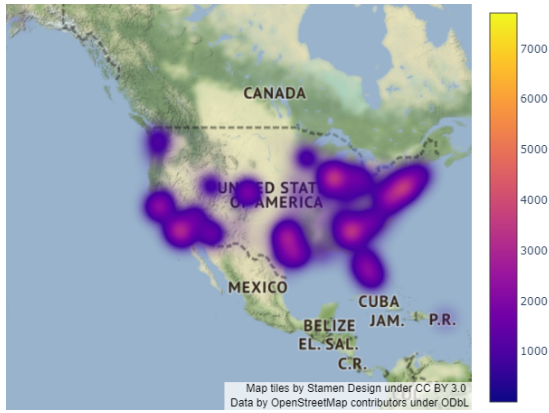 CANADA
UNITED STAT
OF AMERICA
MEXICO
CUBA
JAM.
P.R.
BELIZE
EL. SAL.
C.R.
Map tiles by Stamen Design under CC BY 3.0
Data by OpenStreetMap contributors under ODbL
7000
6000
5000
4000
3000
2000
1000